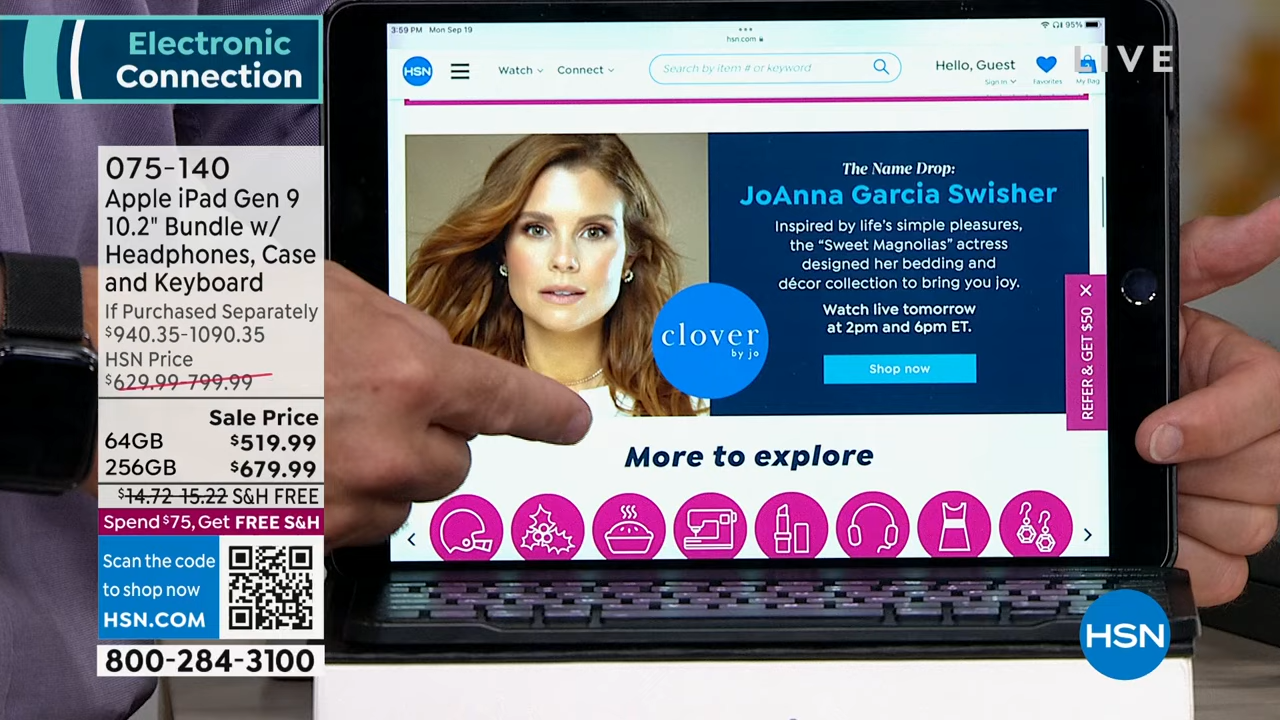 Electronic
Connection
075-140
Apple iPad Gen 9
10.2" Bundle w/
Headphones, Case
and Keyboard
If Purchased Separately
$940.35-1090.35
HSN Price
$629.99-799.99
Sale Price
64GB $519.99
256GB $679.99
$14.72-15.22 S&H FREE
Spend $75, Get FREE S&H
Scan the code
to shop now
HSN.COM
800-284-3100
3:59 PM Mon Sep 19
hsn.com
95%
LIVE
HSN
Watch
Connect
Search by item # or keyword
Hello, Guest
Sign In
Favorites
My Bag
The Name Drop:
JoAnna Garcia Swisher
Inspired by life's simple pleasures,
the "Sweet Magnolias" actress
designed her bedding and
décor collection to bring you joy.
Watch live tomorrow
at 2pm and 6pm ET.
Shop now
clover
by jo
REFER & GET $50 X
More to explore
HSN